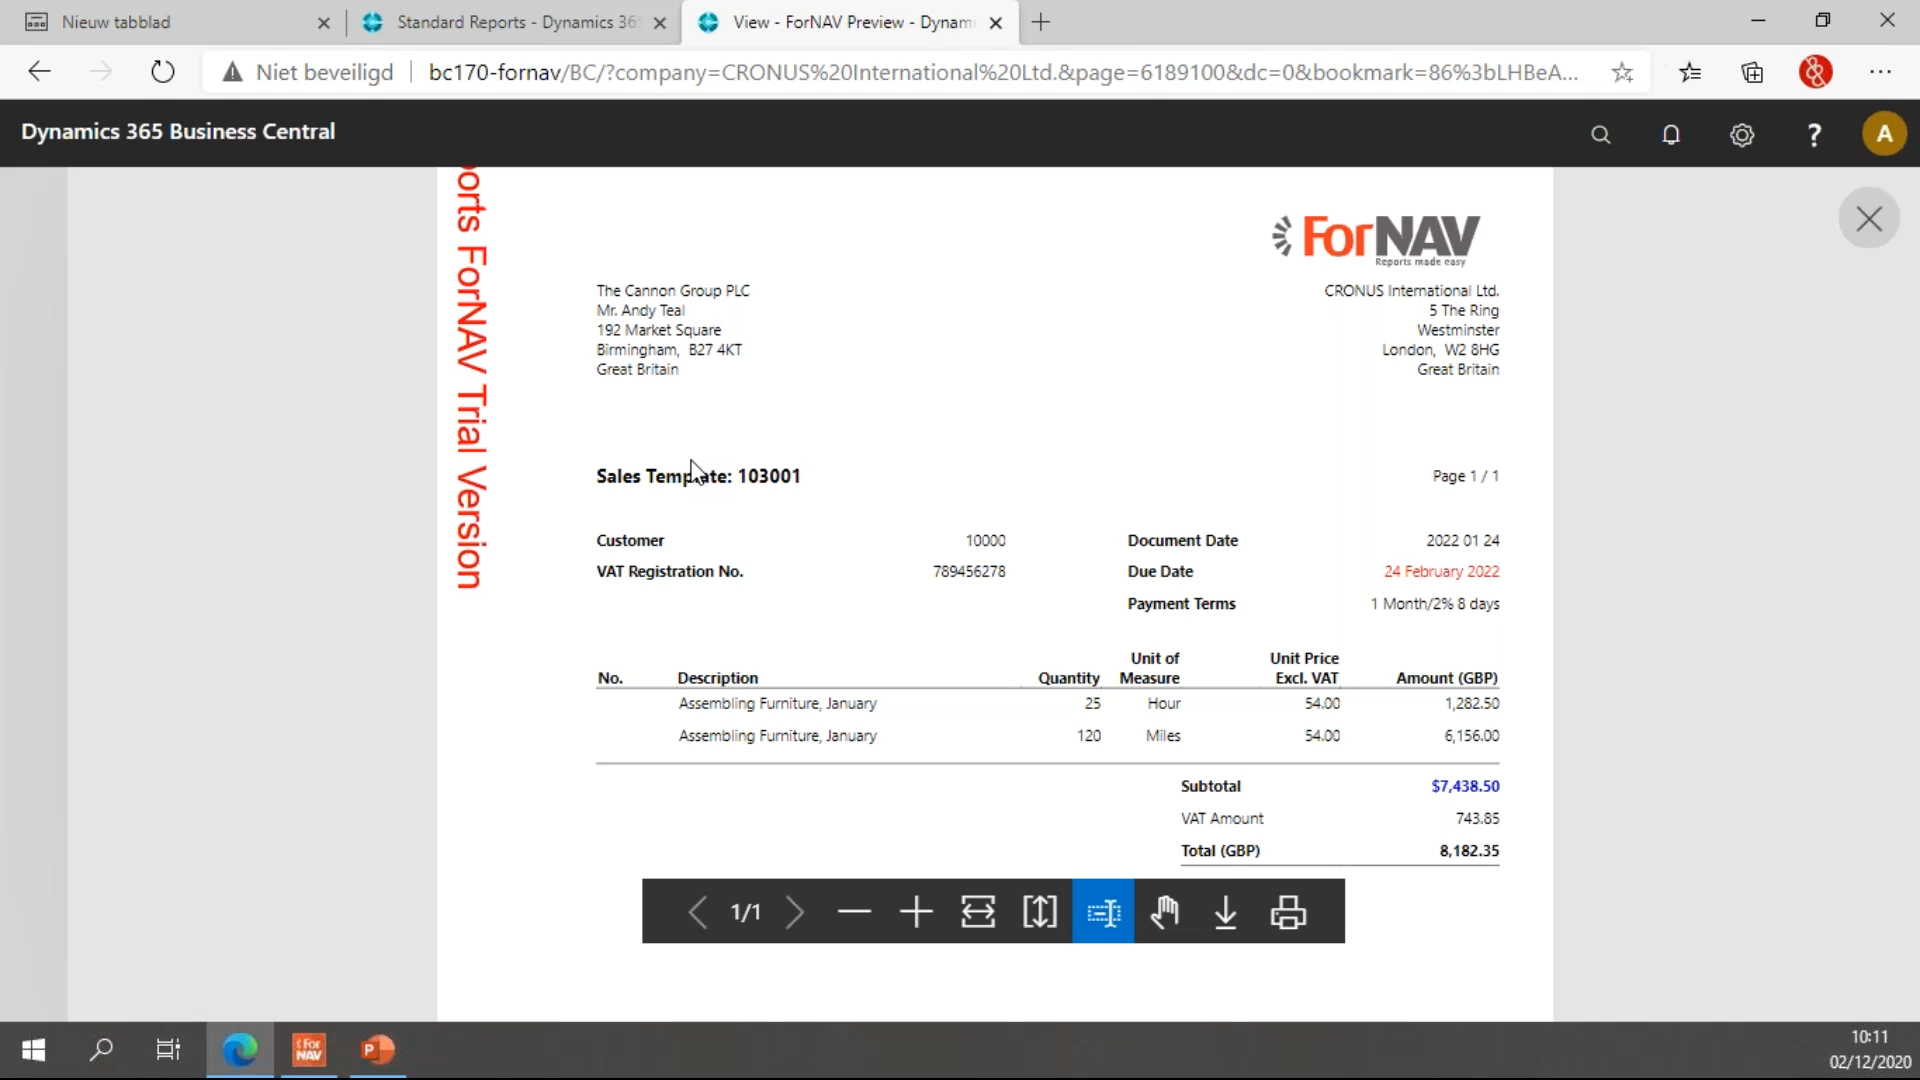 Nieuw tabblad
Standard Reports - Dynamics 365
View - ForNAV Preview - Dynam
Niet beveiligd
bc170-fornav/BC/?company=CRONUS%20International%20Ltd.&page=6189100&dc=0&bookmark=86%3bLHBeA...
Dynamics 365 Business Central
?
A
orts ForNAV Trial Version
ForNAV
Reports made easy
The Cannon Group PLC
Mr. Andy Teal
192 Market Square
Birmingham, B27 4KT
Great Britain
CRONUS International Ltd.
5 The Ring
Westminster
London, W2 8HG
Great Britain
Sales Template: 103001
Page 1 / 1
Customer 10000
VAT Registration No. 789456278
Document Date 2022 01 24
Due Date 24 February 2022
Payment Terms 1 Month/2% 8 days
No. Description Quantity Unit of Measure Unit Price Excl. VAT Amount (GBP)
Assembling Furniture, January 25 Hour 54.00 1,282.50
Assembling Furniture, January 120 Miles 54.00 6,156.00
Subtotal $7,438.50
VAT Amount 743.85
Total (GBP) 8,182.35
1/1
For
NAV
P
10:11
02/12/2020